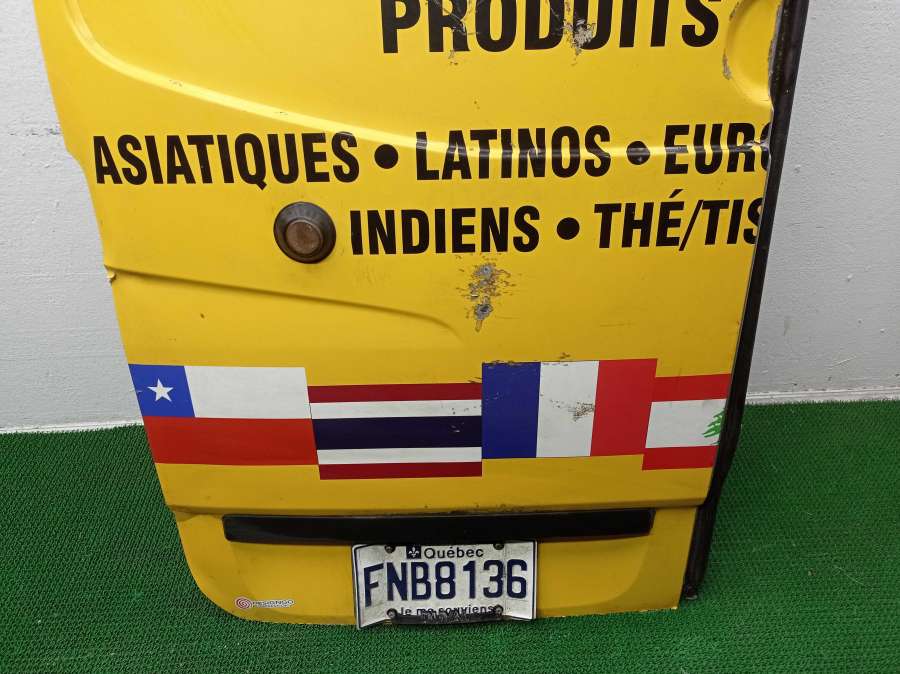 PRODUITS
ASIATIQUES • LATINOS • EURO
INDIENS • THÉ/TIS
Québec
FNB8136
Je me souviens